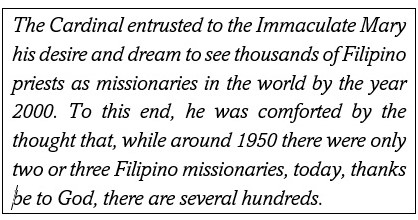 The Cardinal entrusted to the Immaculate Mary
his desire and dream to see thousands of Filipino
priests as missionaries in the world by the year
2000. To this end, he was comforted by the
thought that, while around 1950 there were only
two or three Filipino missionaries, today, thanks
be to God, there are several hundreds.